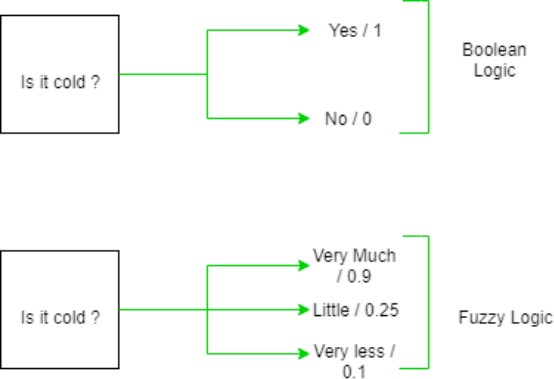 Is it cold ?
Yes / 1
No / 0
Boolean
Logic
Is it cold ?
Very Much
/ 0.9
Little / 0.25
Very less /
0.1
Fuzzy Logic